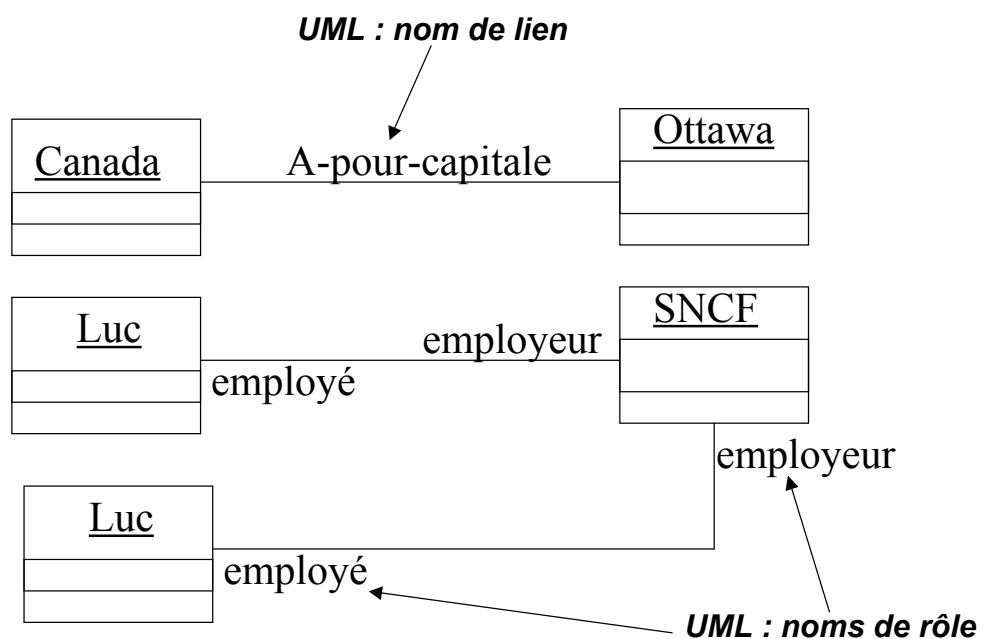 UML : nom de lien
Canada
A-pour-capitale
Ottawa
Luc
employeur
SNCF
employé
employeur
Luc
employé
UML : noms de rôle